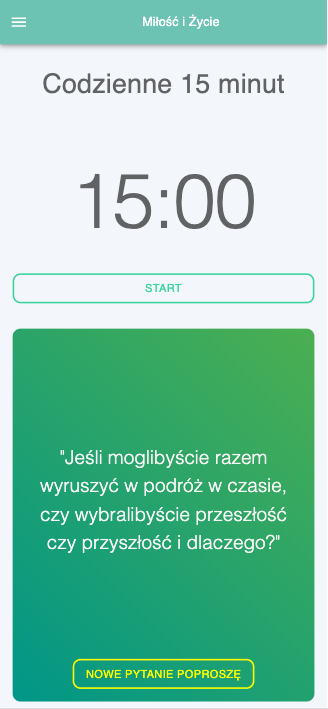 Miłość i Życie
Codzienne 15 minut
15:00
START
"Jeśli moglibyście razem
wyruszyć w podróż w czasie,
czy wybralibyście przeszłość
czy przyszłość i dlaczego?"
NOWE PYTANIE POPROSZĘ